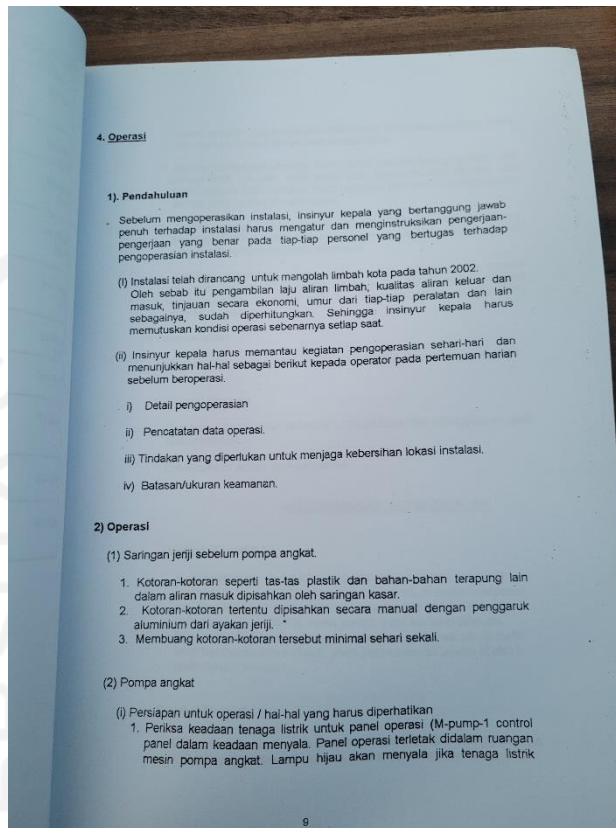 4. Operasi
1). Pendahuluan
Sebelum mengoperasikan instalasi, insinyur kepala yang bertanggung jawab
penuh terhadap instalasi harus mengatur dan menginstruksikan pengerjaan-
pengerjaan yang benar pada tiap-tiap personel yang bertugas terhadap
pengoperasian instalasi.
(i) Instalasi telah dirancang untuk mengolah limbah kota pada tahun 2002.
Oleh sebab itu pengambilan laju aliran limbah, kualitas aliran keluar dan
masuk, tinjauan secara ekonomi, umur dari tiap-tiap peralatan dan lain
sebagainya, sudah diperhitungkan. Sehingga insinyur kepala harus
memutuskan kondisi operasi sebenarnya setiap saat.
(ii) Insinyur kepala harus memantau kegiatan pengoperasian sehari-hari dan
menunjukkan hal-hal sebagai berikut kepada operator pada pertemuan harian
sebelum beroperasi.
i) Detail pengoperasian
ii) Pencatatan data operasi.
iii) Tindakan yang diperlukan untuk menjaga kebersihan lokasi instalasi.
iv) Batasan/ukuran keamanan.
2) Operasi
(1) Saringan jeriji sebelum pompa angkat.
1. Kotoran-kotoran seperti tas-tas plastik dan bahan-bahan terapung lain
dalam aliran masuk dipisahkan oleh saringan kasar.
2. Kotoran-kotoran tertentu dipisahkan secara manual dengan penggaruk
aluminium dari ayakan jeriji.
3. Membuang kotoran-kotoran tersebut minimal sehari sekali.
(2) Pompa angkat
(i) Persiapan untuk operasi / hal-hal yang harus diperhatikan
1. Periksa keadaan tenaga listrik untuk panel operasi (M-pump-1 control
panel dalam keadaan menyala. Panel operasi terletak didalam ruangan
mesin pompa angkat. Lampu hijau akan menyala jika tenaga listrik
9